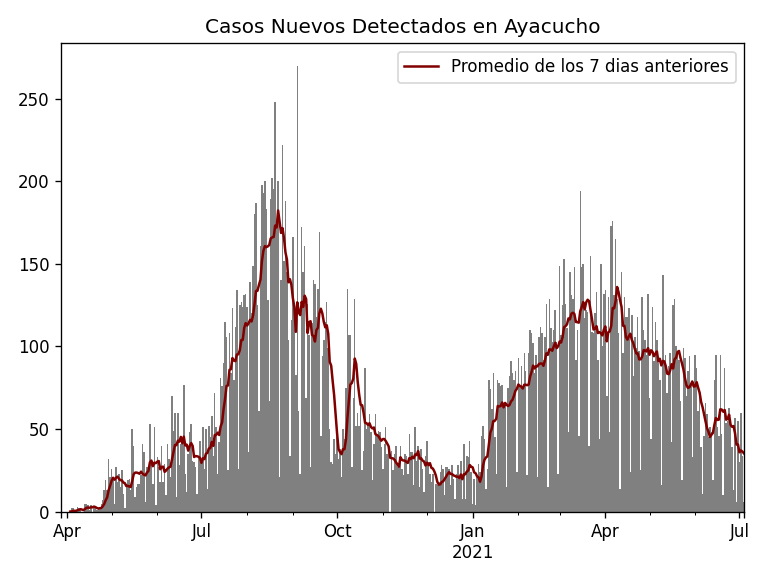 Casos Nuevos Detectados en Ayacucho
Promedio de los 7 dias anteriores
250
200
150
100
50
0
Apr Jul Oct Jan Apr Jul
2021